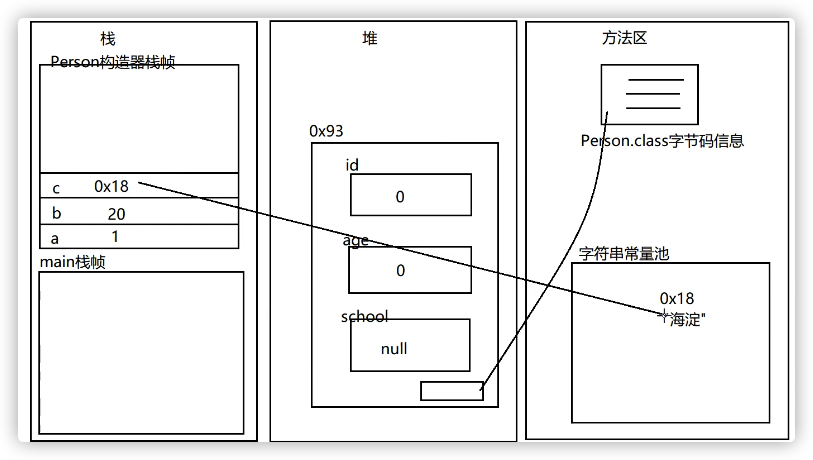 栈
Person构造器栈帧
c 0x18
b 20
a 1
main栈帧
堆
0x93
id
0
age
0
school
null
方法区
Person.class字节码信息
字符串常量池
0x18
"海淀"